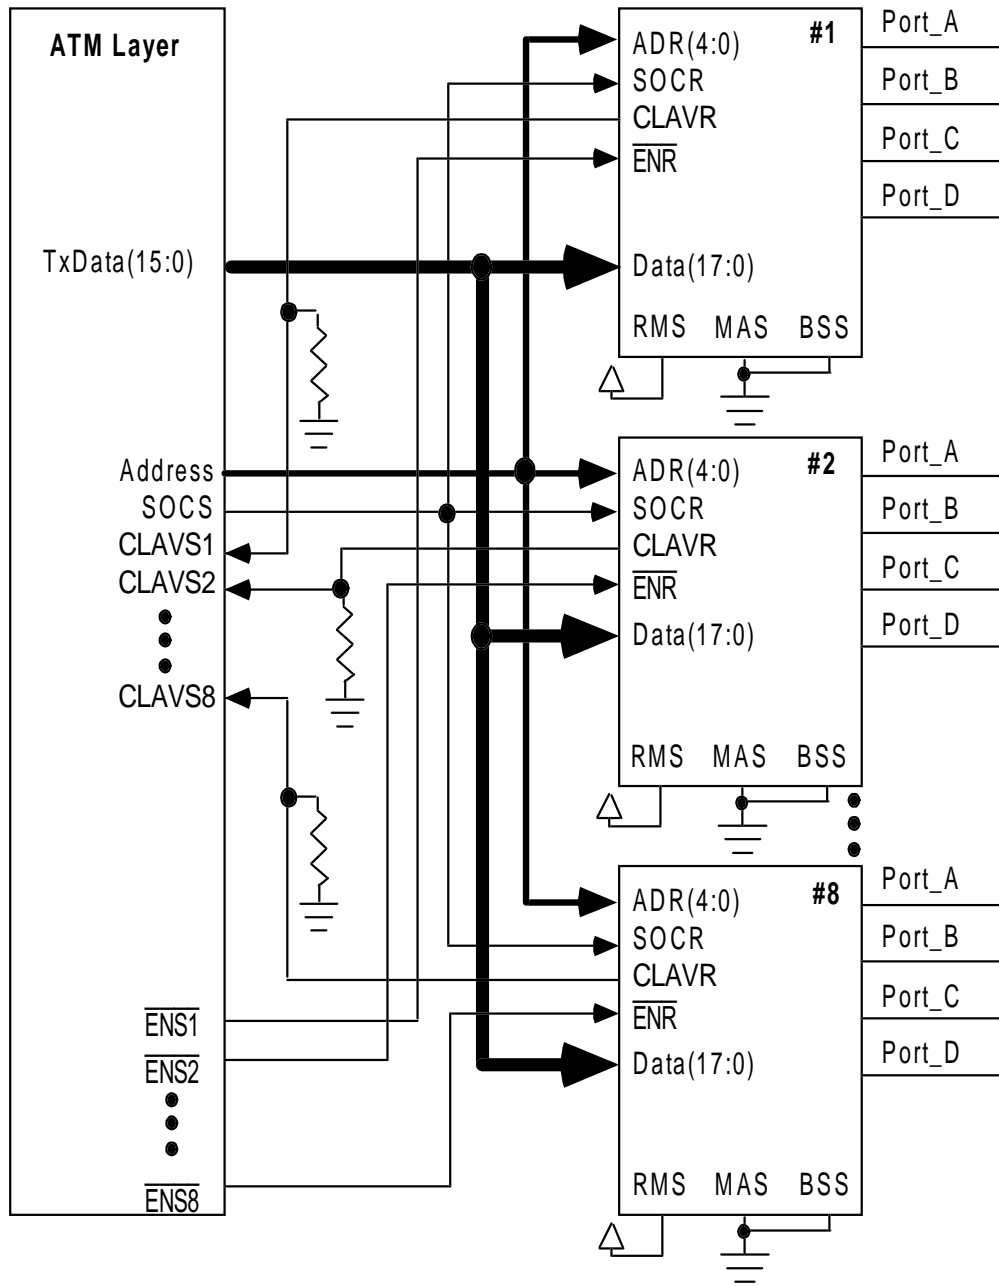 ATM Layer
TxData(15:0)
Address
SOCS
CLAVS1
CLAVS2
CLAVS8
ENS1
ENS2
ENS8
#1
ADR(4:0)
SOCR
CLAVR
ENR
Data(17:0)
RMS MAS BSS
Port_A
Port_B
Port_C
Port_D
#2
ADR(4:0)
SOCR
CLAVR
ENR
Data(17:0)
RMS MAS BSS
Port_A
Port_B
Port_C
Port_D
#8
ADR(4:0)
SOCR
CLAVR
ENR
Data(17:0)
RMS MAS BSS
Port_A
Port_B
Port_C
Port_D